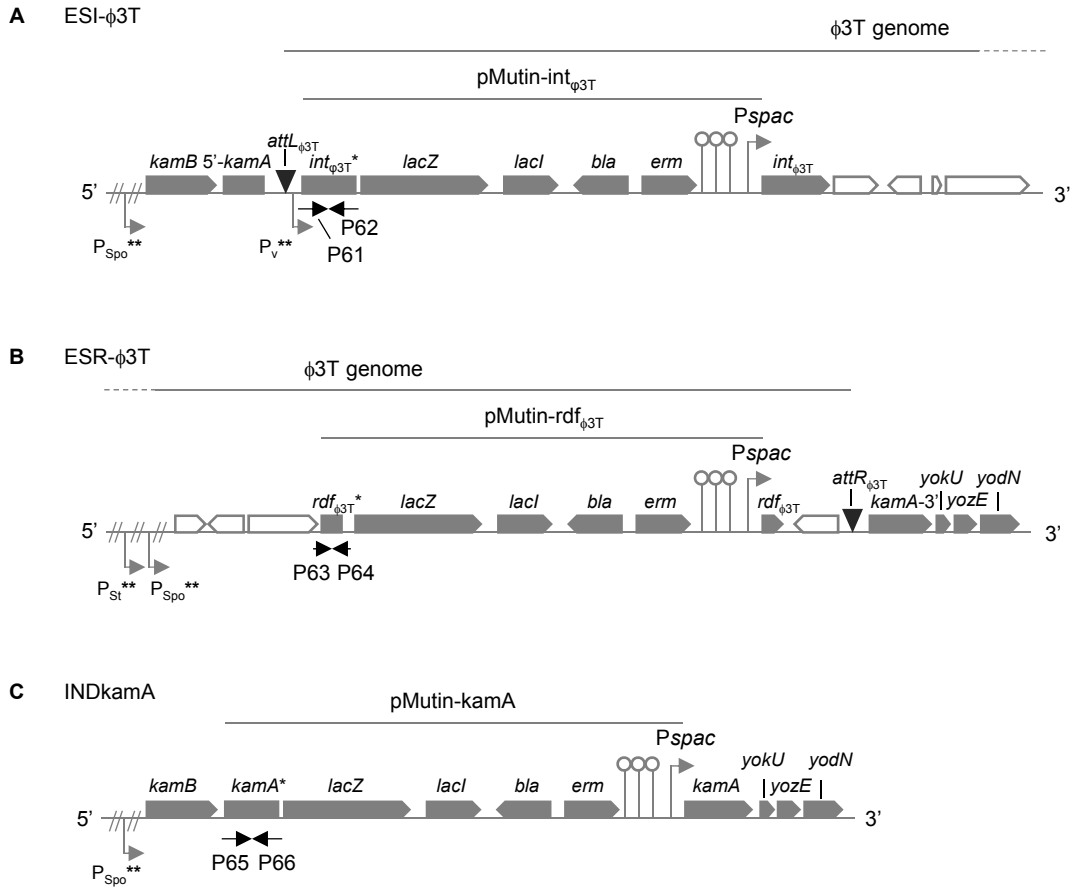 A ESI-ϕ3T
ϕ3T genome
pMutin-intφ3T
Pspac
attLϕ3T
kamB 5’-kamA intφ3T* lacZ lacI bla erm intϕ3T
5’ 3’
PSpo** Pv** P62
P61
B ESR-ϕ3T
ϕ3T genome
pMutin-rdfϕ3T
Pspac
attRϕ3T yokU yodN
rdfϕ3T* lacZ lacI bla erm rdfϕ3T kamA-3’ yozE
5’ 3’
P63 P64
PSt** PSpo**
C INDkamA
pMutin-kamA
Pspac
yokU yodN
kamB kamA* lacZ lacI bla erm kamA yozE
5’ 3’
P65 P66
PSpo**